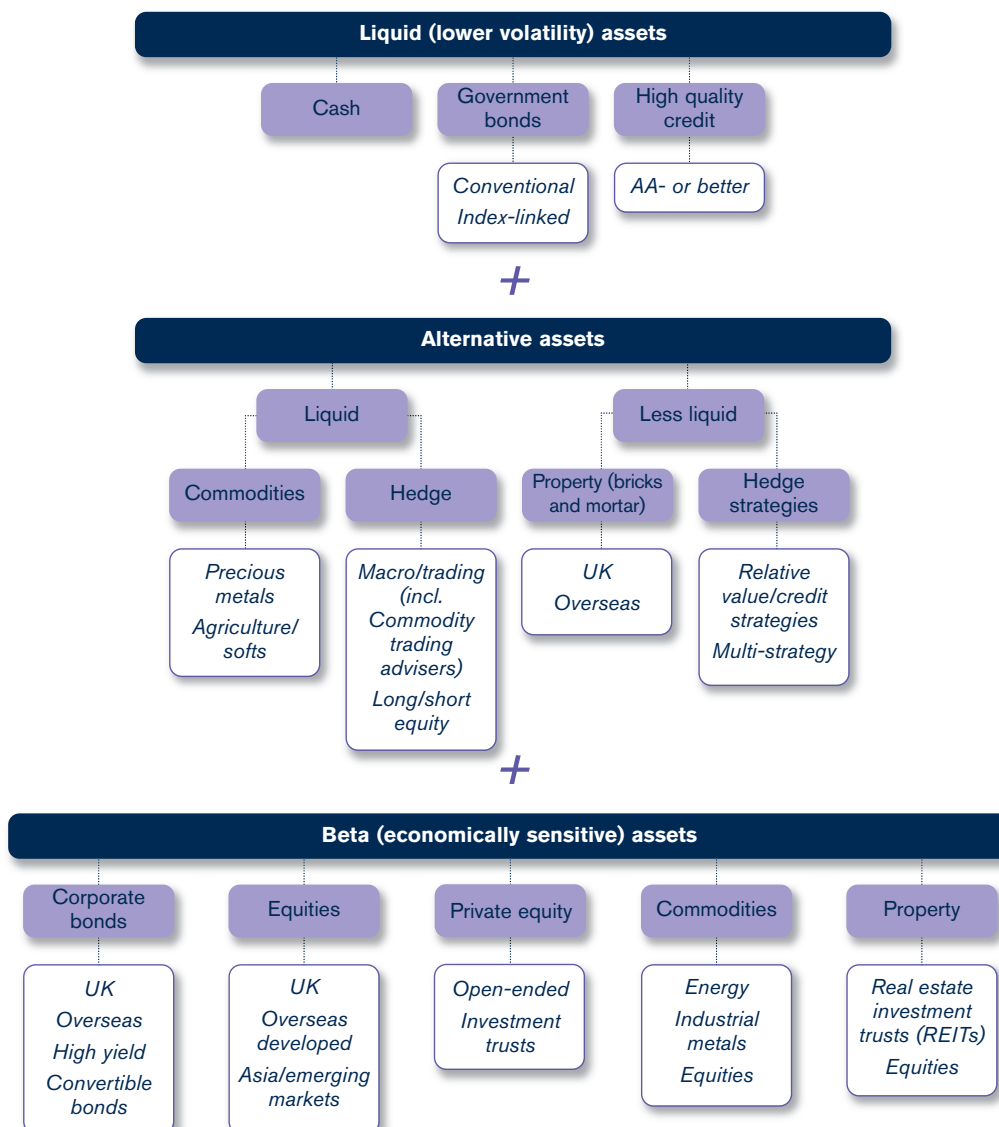 Liquid (lower volatility) assets
Cash
Government
bonds
High quality
credit
Conventional
Index-linked
AA- or better
+
Alternative assets
Liquid
Less liquid
Commodities
Hedge
Property (bricks
and mortar)
Hedge
strategies
Precious
metals
Agriculture/
softs
Macro/trading
(incl.
Commodity
trading
advisers)
Long/short
equity
UK
Overseas
Relative
value/credit
strategies
Multi-strategy
+
Beta (economically sensitive) assets
Corporate
bonds
Equities
Private equity
Commodities
Property
UK
Overseas
High yield
Convertible
bonds
UK
Overseas
developed
Asia/emerging
markets
Open-ended
Investment
trusts
Energy
Industrial
metals
Equities
Real estate
investment
trusts (REITs)
Equities